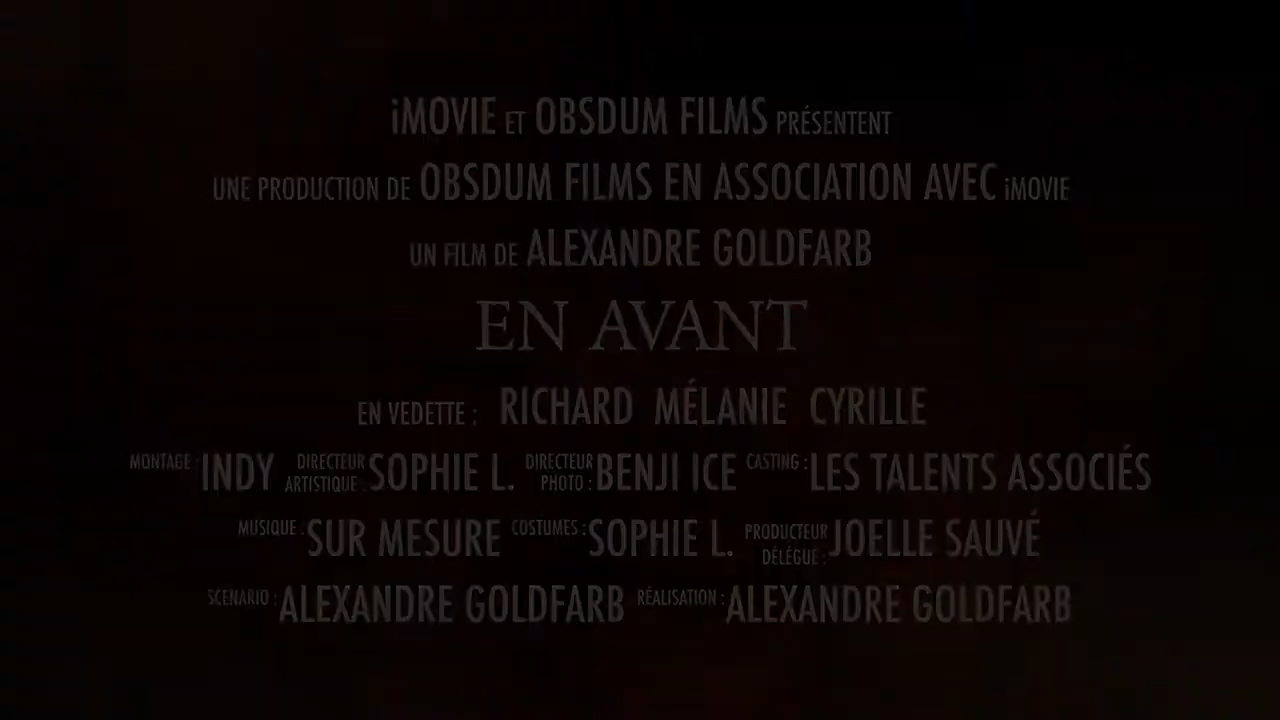 iMOVIE ET OBSDUM FILMS PRÉSENTENT
UNE PRODUCTION DE OBSDUM FILMS EN ASSOCIATION AVEC iMOVIE
UN FILM DE ALEXANDRE GOLDFARB
EN AVANT
EN VEDETTE : RICHARD MÉLANIE CYRILLE
MONTAGE : INDY DIRECTEUR ARTISTIQUE : SOPHIE L. DIRECTEUR PHOTO : BENJI ICE CASTING : LES TALENTS ASSOCIÉS
MUSIQUE : SUR MESURE COSTUMES : SOPHIE L. PRODUCTEUR DÉLÉGUÉ : JOELLE SAUVÉ
SCENARIO : ALEXANDRE GOLDFARB RÉALISATION : ALEXANDRE GOLDFARB